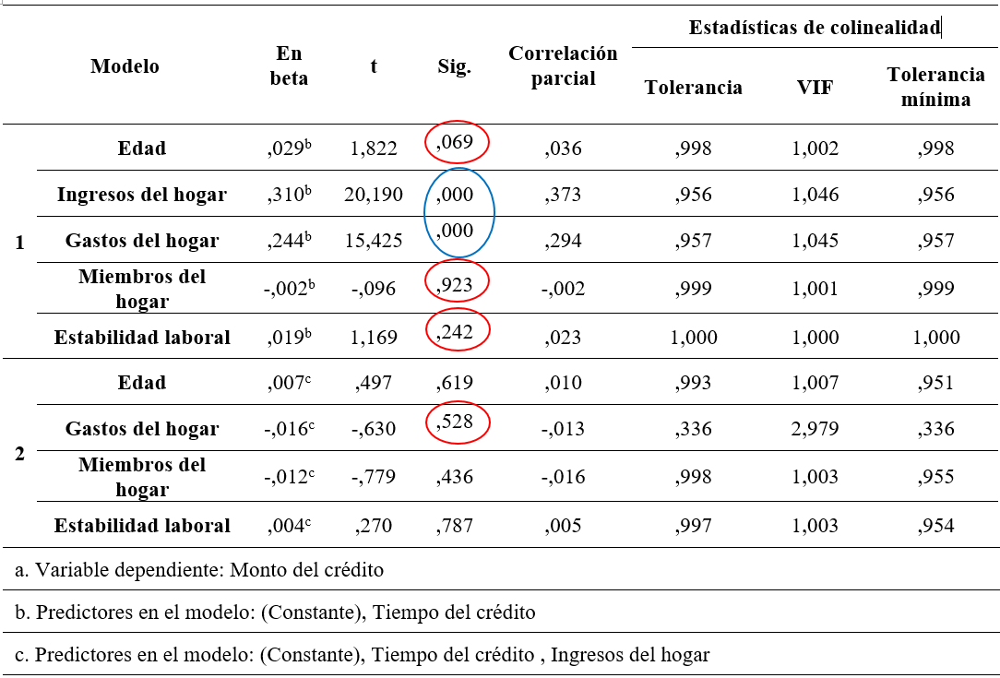 Modelo En beta t Sig. Correlación parcial Estadísticas de colinealidad
Tolerancia VIF Tolerancia mínima
1
Edad ,029b 1,822 ,069 ,036 ,998 1,002 ,998
Ingresos del hogar ,310b 20,190 ,000 ,373 ,956 1,046 ,956
Gastos del hogar ,244b 15,425 ,000 ,294 ,957 1,045 ,957
Miembros del hogar -,002b -,096 ,923 -,002 ,999 1,001 ,999
Estabilidad laboral ,019b 1,169 ,242 ,023 1,000 1,000 1,000
2
Edad ,007c ,497 ,619 ,010 ,993 1,007 ,951
Gastos del hogar -,016c -,630 ,528 -,013 ,336 2,979 ,336
Miembros del hogar -,012c -,779 ,436 -,016 ,998 1,003 ,955
Estabilidad laboral ,004c ,270 ,787 ,005 ,997 1,003 ,954
a. Variable dependiente: Monto del crédito
b. Predictores en el modelo: (Constante), Tiempo del crédito
c. Predictores en el modelo: (Constante), Tiempo del crédito , Ingresos del hogar